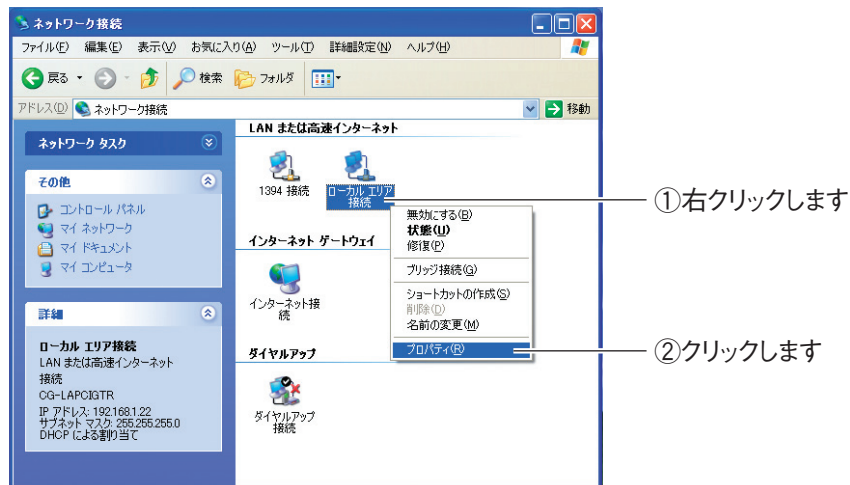 ネットワーク接続
ファイル(F) 編集(E) 表示(V) お気に入り(A) ツール(T) 詳細設定(N) ヘルプ(H)
戻る 検索 フォルダ
アドレス(D) ネットワーク接続 移動
ネットワーク タスク
その他
コントロール パネル
マイ ネットワーク
マイ ドキュメント
マイ コンピュータ
詳細
ローカル エリア接続
LAN または高速インターネット
接続
CG-LAPCIGTR
IP アドレス: 192.168.1.22
サブネット マスク: 255.255.255.0
DHCP による割り当て
LAN または高速インターネット
1394 接続
ローカル エリア
接続
インターネット ゲートウェイ
インターネット接
続
ダイヤルアップ
ダイヤルアップ
接続
無効にする(B)
状態(U)
修復(P)
ブリッジ接続(G)
ショートカットの作成(S)
削除(D)
名前の変更(M)
プロパティ(R)
①右クリックします
②クリックします